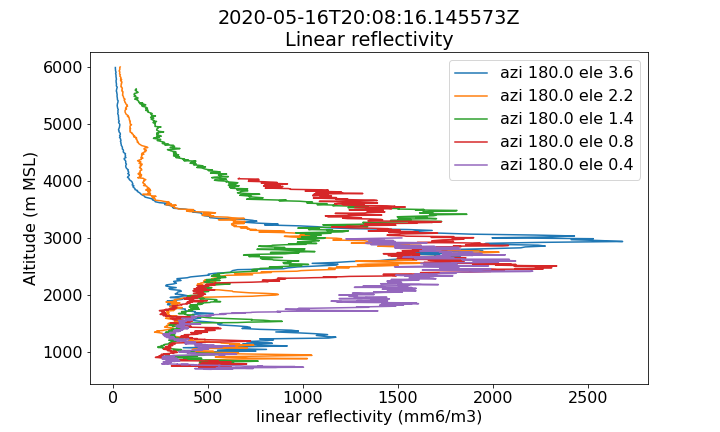 2020-05-16T20:08:16.145573Z
Linear reflectivity
azi 180.0 ele 3.6
azi 180.0 ele 2.2
azi 180.0 ele 1.4
azi 180.0 ele 0.8
azi 180.0 ele 0.4
Altitude (m MSL)
6000
5000
4000
3000
2000
1000
0 500 1000 1500 2000 2500
linear reflectivity (mm6/m3)